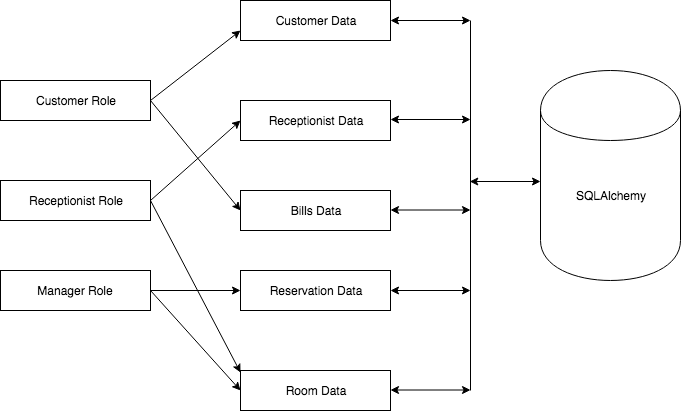 Customer Data
Customer Role
Receptionist Data
Receptionist Role
Bills Data
SQLAlchemy
Manager Role
Reservation Data
Room Data